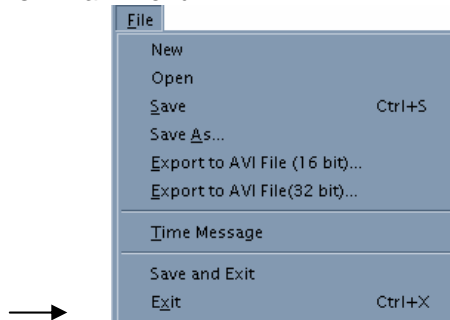 File
New
Open
Save Ctrl+S
Save As...
Export to AVI File (16 bit)...
Export to AVI File(32 bit)...
Time Message
Save and Exit
Exit Ctrl+X